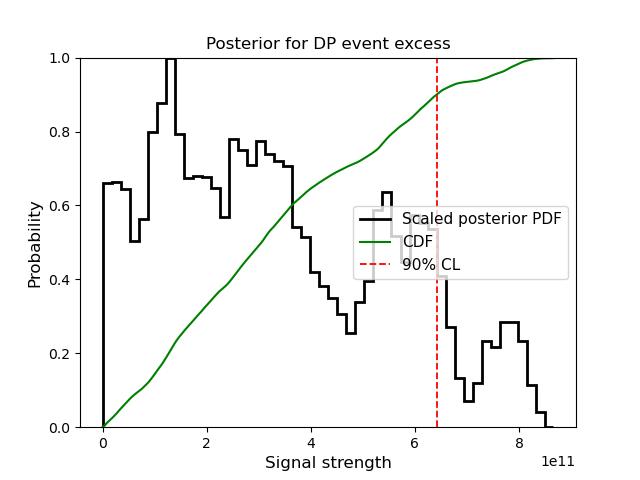 Posterior for DP event excess
1.0
0.8
0.6
0.4
0.2
0.0
Probability
Scaled posterior PDF
CDF
90% CL
0 2 4 6 8
1e11
Signal strength